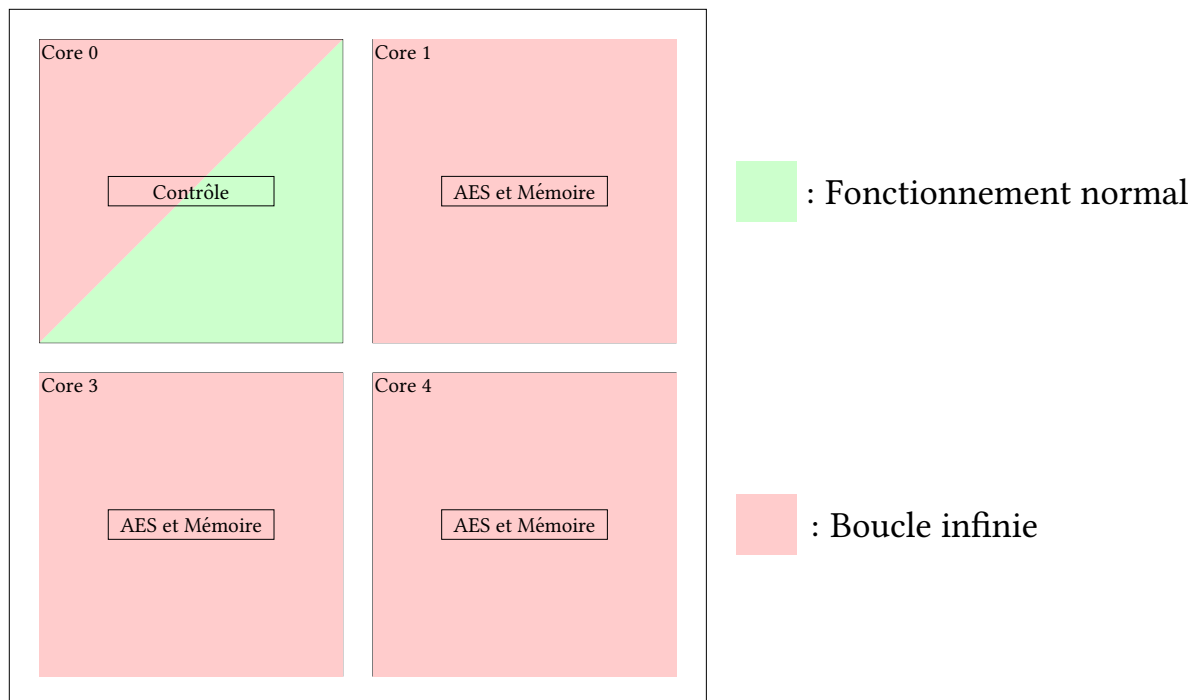 Core 0
Core 1
Contrôle
AES et Mémoire
: Fonctionnement normal
Core 3
Core 4
AES et Mémoire
AES et Mémoire
: Boucle infinie